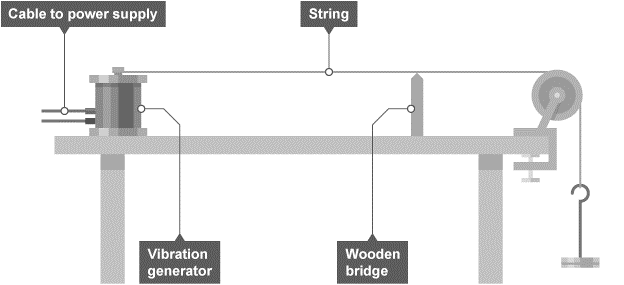 Cable to power supply
String
Vibration
generator
Wooden
bridge